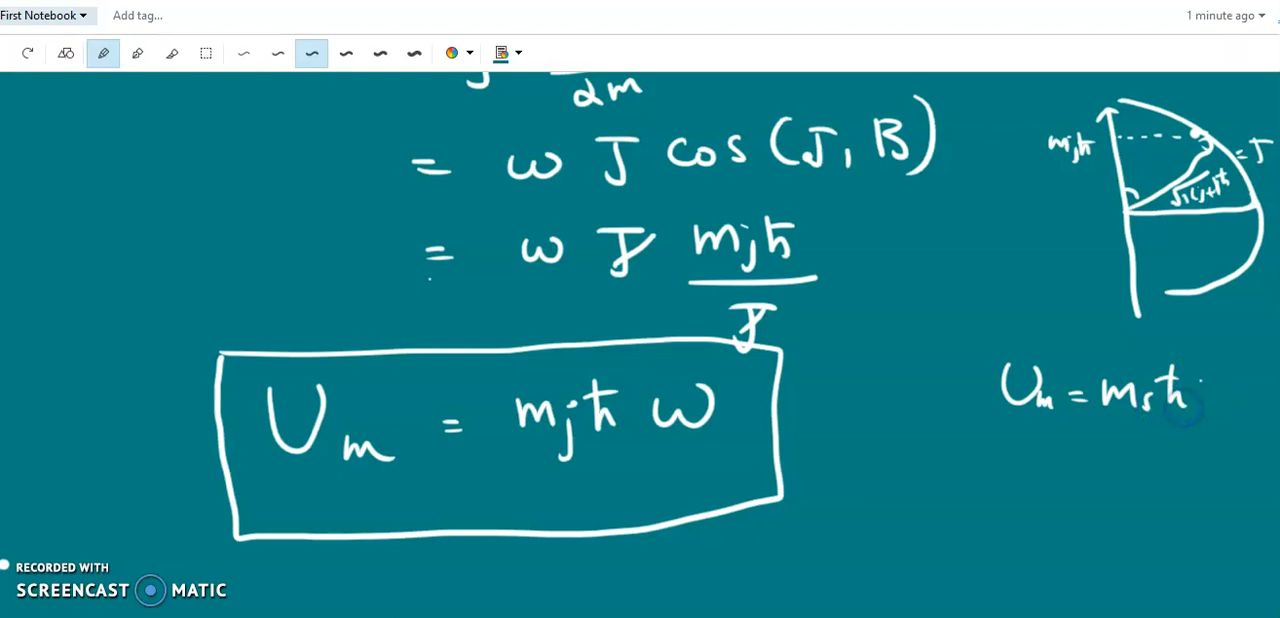 First Notebook Add tag... 1 minute ago
2m
= ω J cos (J, B)
= ω J mjħ / J
Um = mjħ ω
mjħ
= J
√j(j+1) ħ
Um = msħ
RECORDED WITH
SCREENCAST MATIC